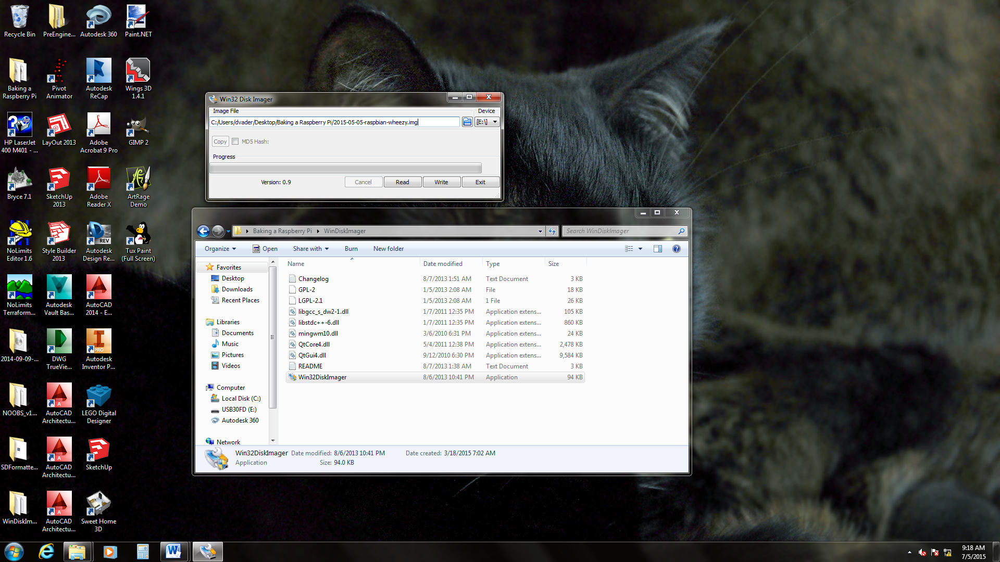 Recycle Bin
PreEngine...
Autodesk 360
Paint.NET
Baking a
Raspberry Pi
Pivot
Animator
Autodesk
ReCap
Wings 3D
1.4.1
HP LaserJet
400 M401 - ...
LayOut 2013
Adobe
Acrobat 9 Pro
GIMP 2
Bryce 7.1
SketchUp
2013
Adobe
Reader X
ArtRage
Demo
NoLimits
Editor 1.6
Style Builder
2013
REV
Autodesk
Design Re...
Tux Paint
(Full Screen)
NoLimits
Terraform...
Autodesk
Vault Bas...
AutoCAD
2014 - E...
2014-09-09-...
DWG
TrueVie...
PRO
Autodesk
Inventor P...
NOOBS_v1...
AutoCAD
Architectu...
LEGO Digital
Designer
SDFormatte...
AutoCAD
Architectu...
SketchUp
WinDiskIm...
AutoCAD
Architectu...
Sweet Home
3D
Win32 Disk Imager
Image File
Device
C:/Users/dvader/Desktop/Baking a Raspberry Pi/2015-05-05-raspbian-wheezy.img
[E:\]
Copy
MD5 Hash:
Progress
Version: 0.9
Cancel
Read
Write
Exit
Baking a Raspberry Pi
WinDiskImager
Search WinDiskImager
Organize
Open
Share with
Burn
New folder
Favorites
Desktop
Downloads
Recent Places
Libraries
Documents
Music
Pictures
Videos
Computer
Local Disk (C:)
USB30FD (E:)
Autodesk 360
Network
Name Date modified Type Size
Changelog 8/7/2013 1:51 AM Text Document 3 KB
GPL-2 1/5/2013 2:08 AM File 18 KB
LGPL-2.1 1/5/2013 2:08 AM 1 File 26 KB
libgcc_s_dw2-1.dll 1/7/2011 12:35 PM Application extens... 105 KB
libstdc++-6.dll 1/7/2011 12:35 PM Application extens... 860 KB
mingwm10.dll 3/6/2010 6:31 PM Application extens... 24 KB
QtCore4.dll 5/4/2011 12:38 PM Application extens... 2,478 KB
QtGui4.dll 9/12/2010 6:30 PM Application extens... 9,584 KB
README 8/7/2013 1:38 AM Text Document 3 KB
Win32DiskImager 8/6/2013 10:41 PM Application 94 KB
Win32DiskImager Date modified: 8/6/2013 10:41 PM Date created: 3/18/2015 7:02 AM
Application Size: 94.0 KB
9:18 AM
7/5/2015